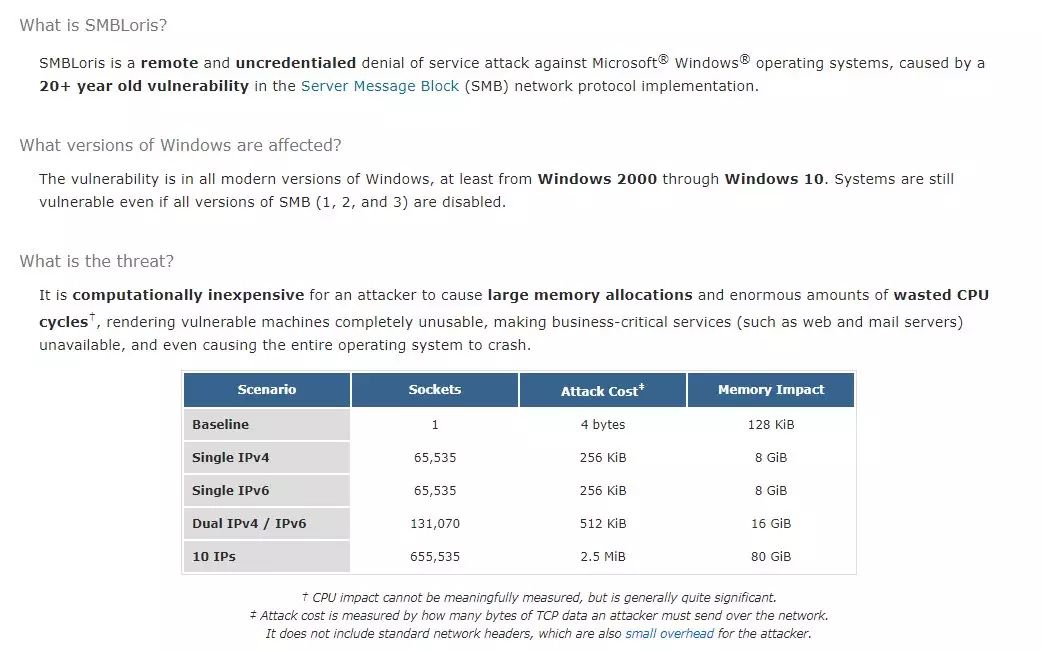 What is SMBLoris?
SMBLoris is a remote and uncredentialed denial of service attack against Microsoft® Windows® operating systems, caused by a
20+ year old vulnerability in the Server Message Block (SMB) network protocol implementation.
What versions of Windows are affected?
The vulnerability is in all modern versions of Windows, at least from Windows 2000 through Windows 10. Systems are still
vulnerable even if all versions of SMB (1, 2, and 3) are disabled.
What is the threat?
It is computationally inexpensive for an attacker to cause large memory allocations and enormous amounts of wasted CPU
cycles†, rendering vulnerable machines completely unusable, making business-critical services (such as web and mail servers)
unavailable, and even causing the entire operating system to crash.
Scenario Sockets Attack Cost‡ Memory Impact
Baseline 1 4 bytes 128 KiB
Single IPv4 65,535 256 KiB 8 GiB
Single IPv6 65,535 256 KiB 8 GiB
Dual IPv4 / IPv6 131,070 512 KiB 16 GiB
10 IPs 655,535 2.5 MiB 80 GiB
† CPU impact cannot be meaningfully measured, but is generally quite significant.
‡ Attack cost is measured by how many bytes of TCP data an attacker must send over the network.
It does not include standard network headers, which are also small overhead for the attacker.